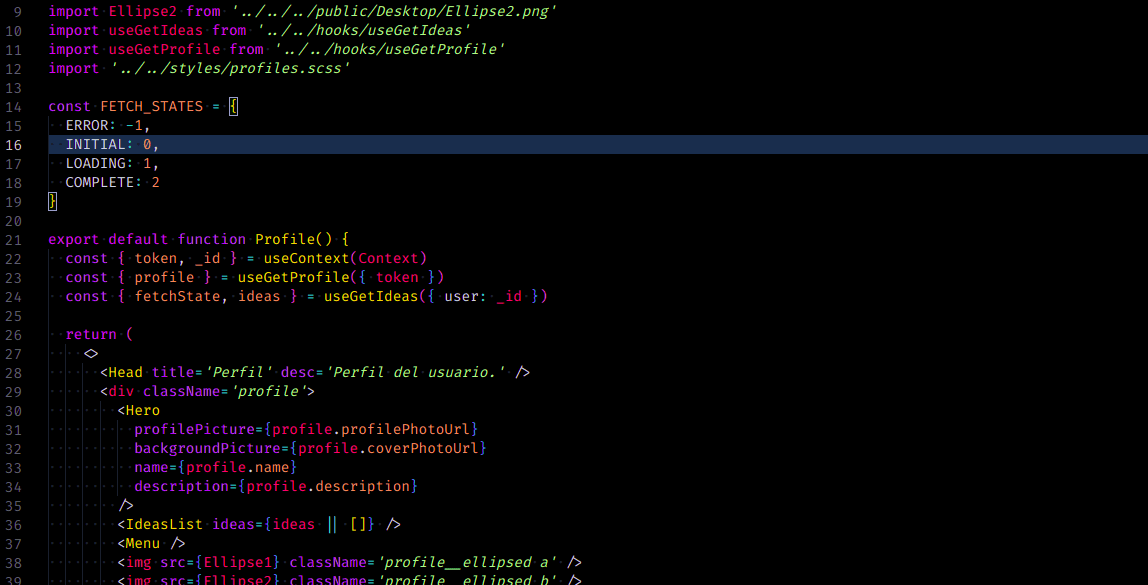 9 import Ellipse2 from '../../../public/Desktop/Ellipse2.png'
10 import useGetIdeas from '../../hooks/useGetIdeas'
11 import useGetProfile from '../../hooks/useGetProfile'
12 import '../../styles/profiles.scss'
13
14 const FETCH_STATES = {
15   ERROR: -1,
16   INITIAL: 0,
17   LOADING: 1,
18   COMPLETE: 2
19 }
20
21 export default function Profile() {
22   const { token, _id } = useContext(Context)
23   const { profile } = useGetProfile({ token })
24   const { fetchState, ideas } = useGetIdeas({ user: _id })
25
26   return (
27     <>
28       <Head title='Perfil' desc='Perfil del usuario.' />
29       <div className='profile'>
30         <Hero
31           profilePicture={profile.profilePhotoUrl}
32           backgroundPicture={profile.coverPhotoUrl}
33           name={profile.name}
34           description={profile.description}
35         />
36         <IdeasList ideas={ideas || []} />
37         <Menu />
38         <img src={Ellipse1} className='profile__ellipsed a' />
39         <img src={Ellipse2} className='profile__ellipsed b' />